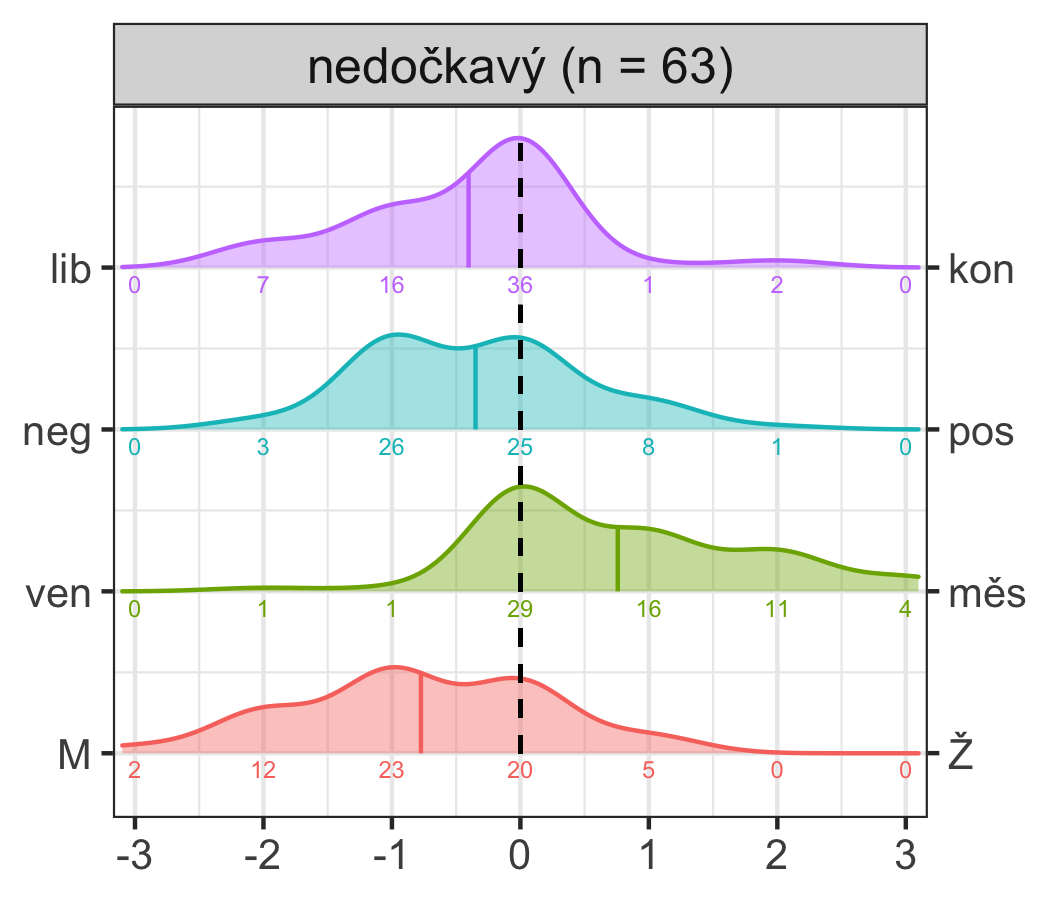 nedočkavý (n = 63)
lib kon
0 7 16 36 1 2 0
neg pos
0 3 26 25 8 1 0
ven měs
0 1 1 29 16 11 4
M Ž
2 12 23 20 5 0 0
-3 -2 -1 0 1 2 3